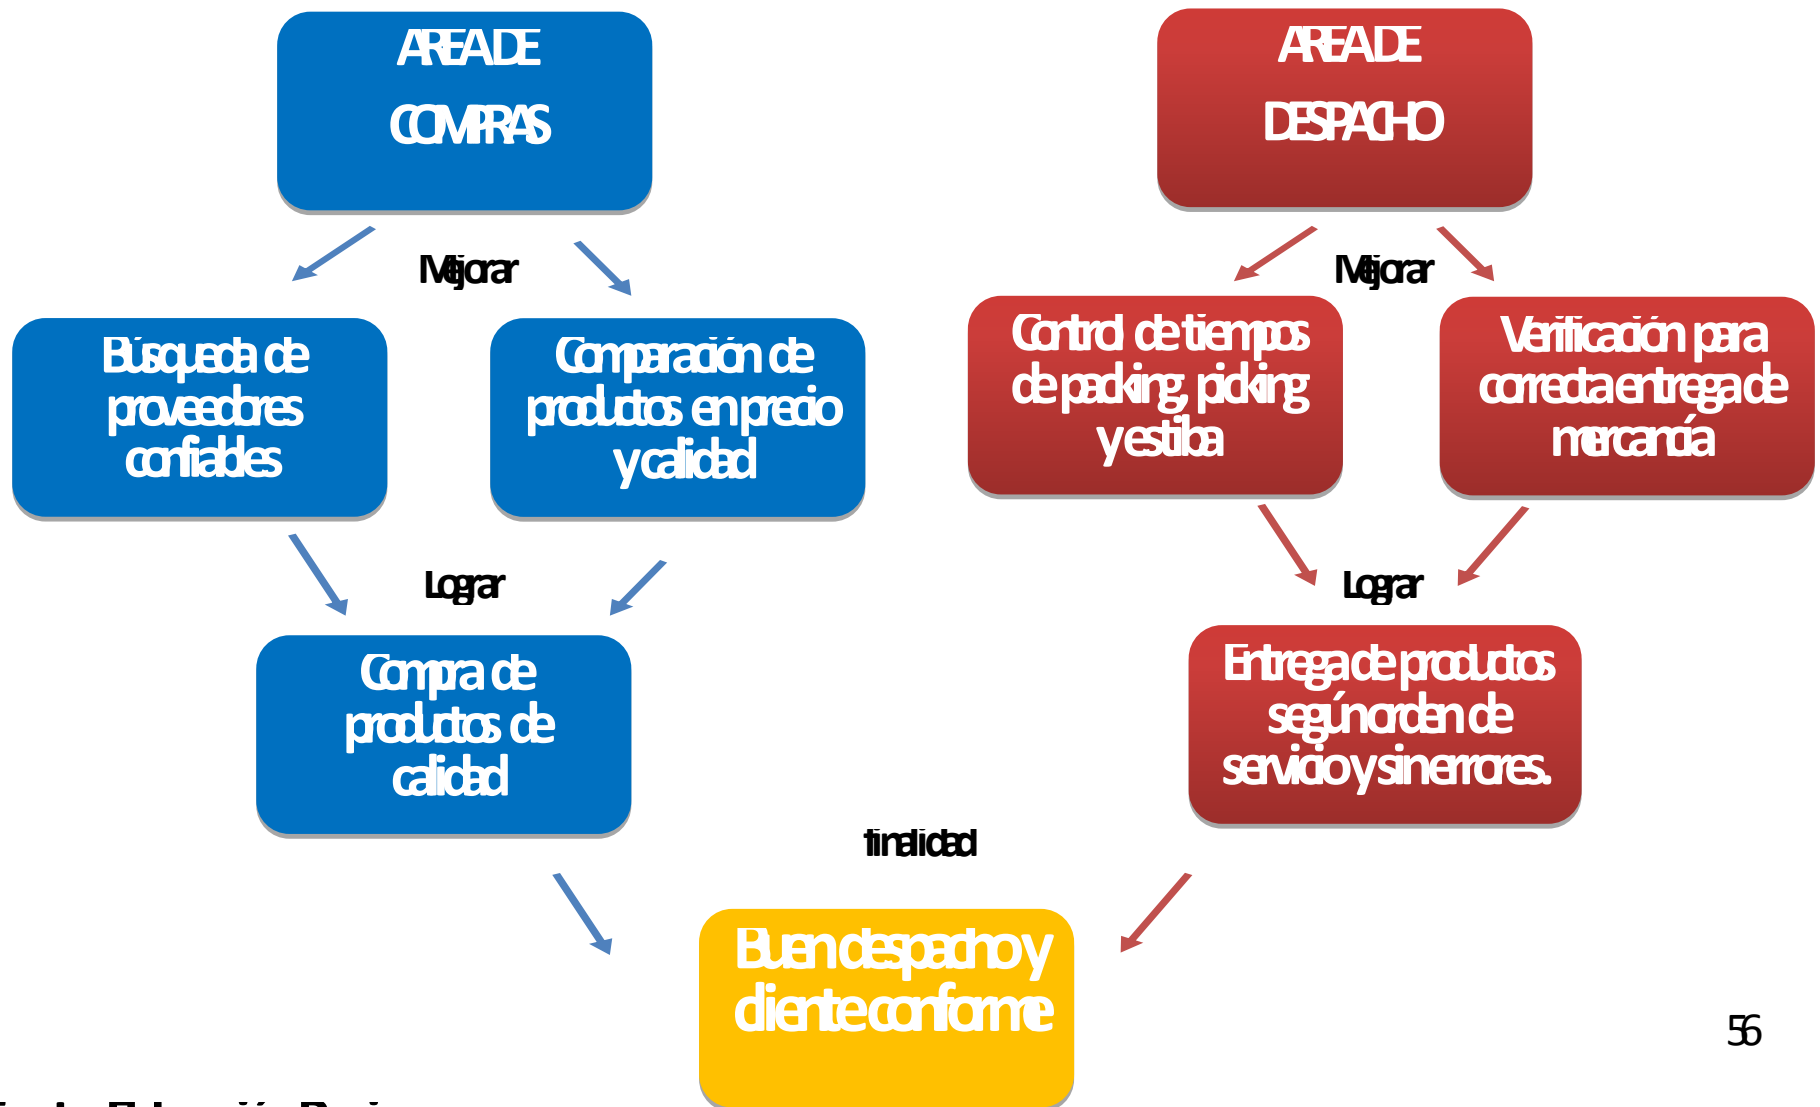 AREA DE
COMPRAS
Mejorar
Búsqueda de
proveedores
confiables
Comparación de
productos en precio
y calidad
Lograr
Compra de
productos de
calidad
AREA DE
DESPACHO
Mejorar
Control de tiempos
de packing, picking
y estiba
Verificación para
correcta entrega de
mercancía
Lograr
Entrega de productos
según orden de
servicio y sin errores.
finalidad
Buen despacho y
cliente conforme
56